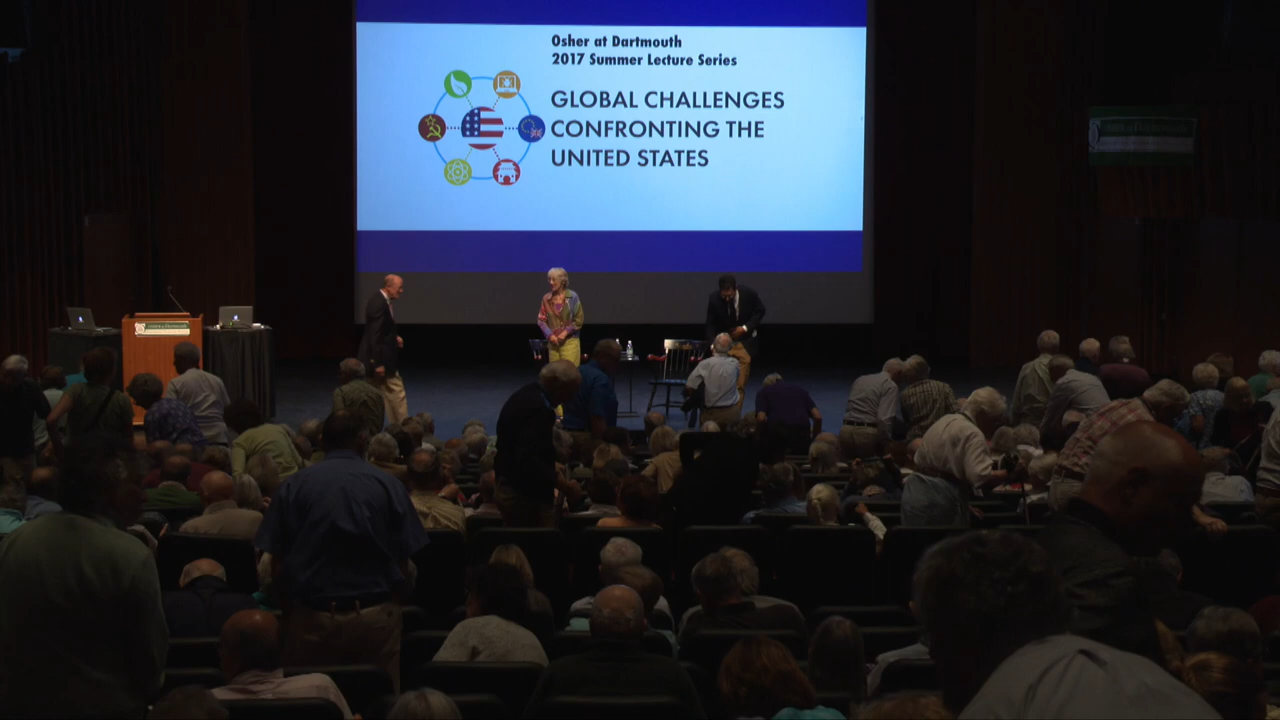 Osher at Dartmouth
2017 Summer Lecture Series
GLOBAL CHALLENGES
CONFRONTING THE
UNITED STATES